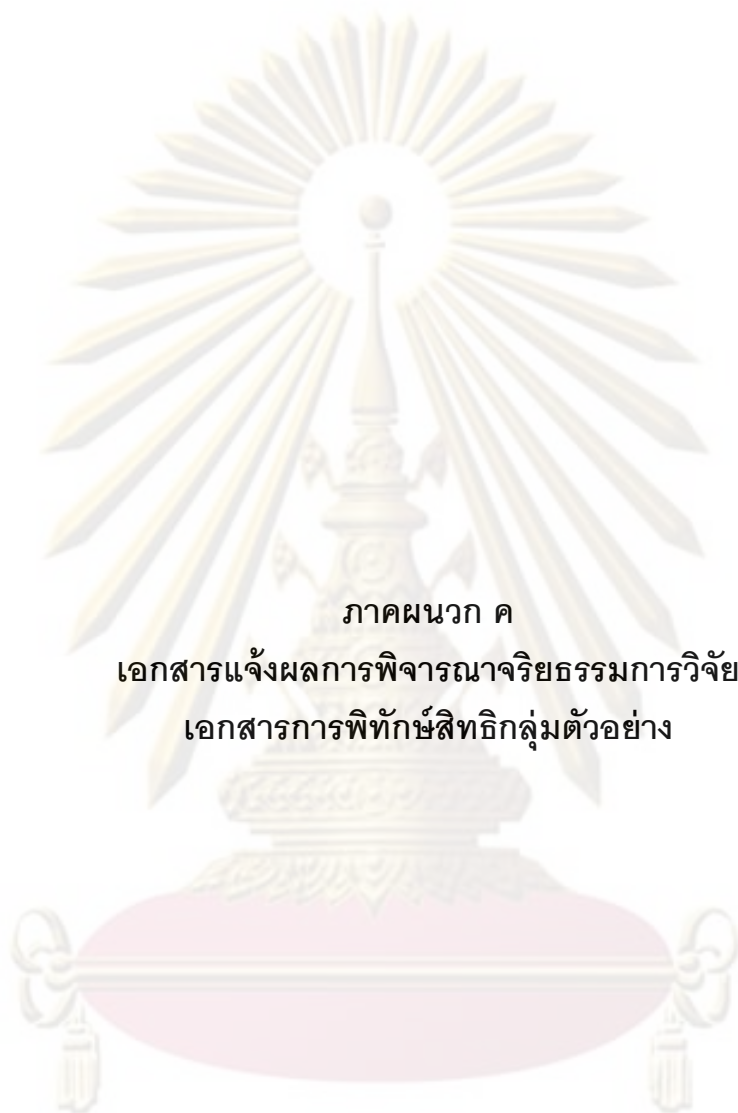 ภาคผนวก ค
เอกสารแจ้งผลการพิจารณาจริยธรรมการวิจัย
เอกสารการพิทักษ์สิทธิกลุ่มตัวอย่าง